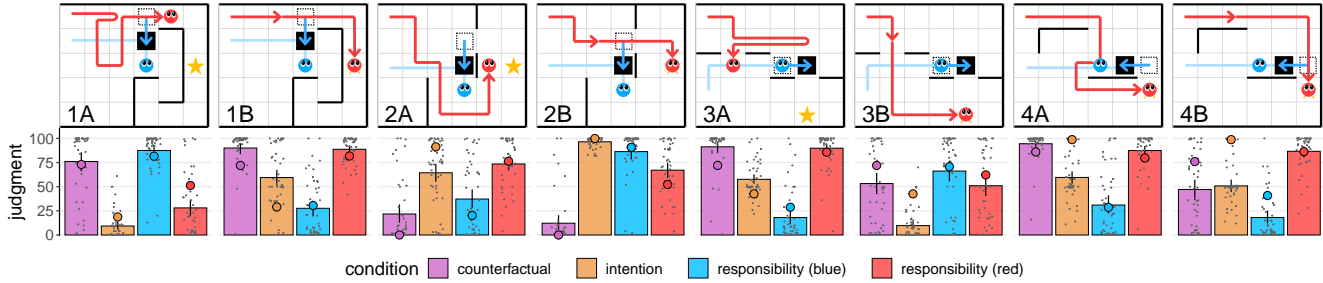 1A 1B 2A 2B 3A 3B 4A 4B
judgment
100
75
50
25
0
condition counterfactual intention responsibility (blue) responsibility (red)